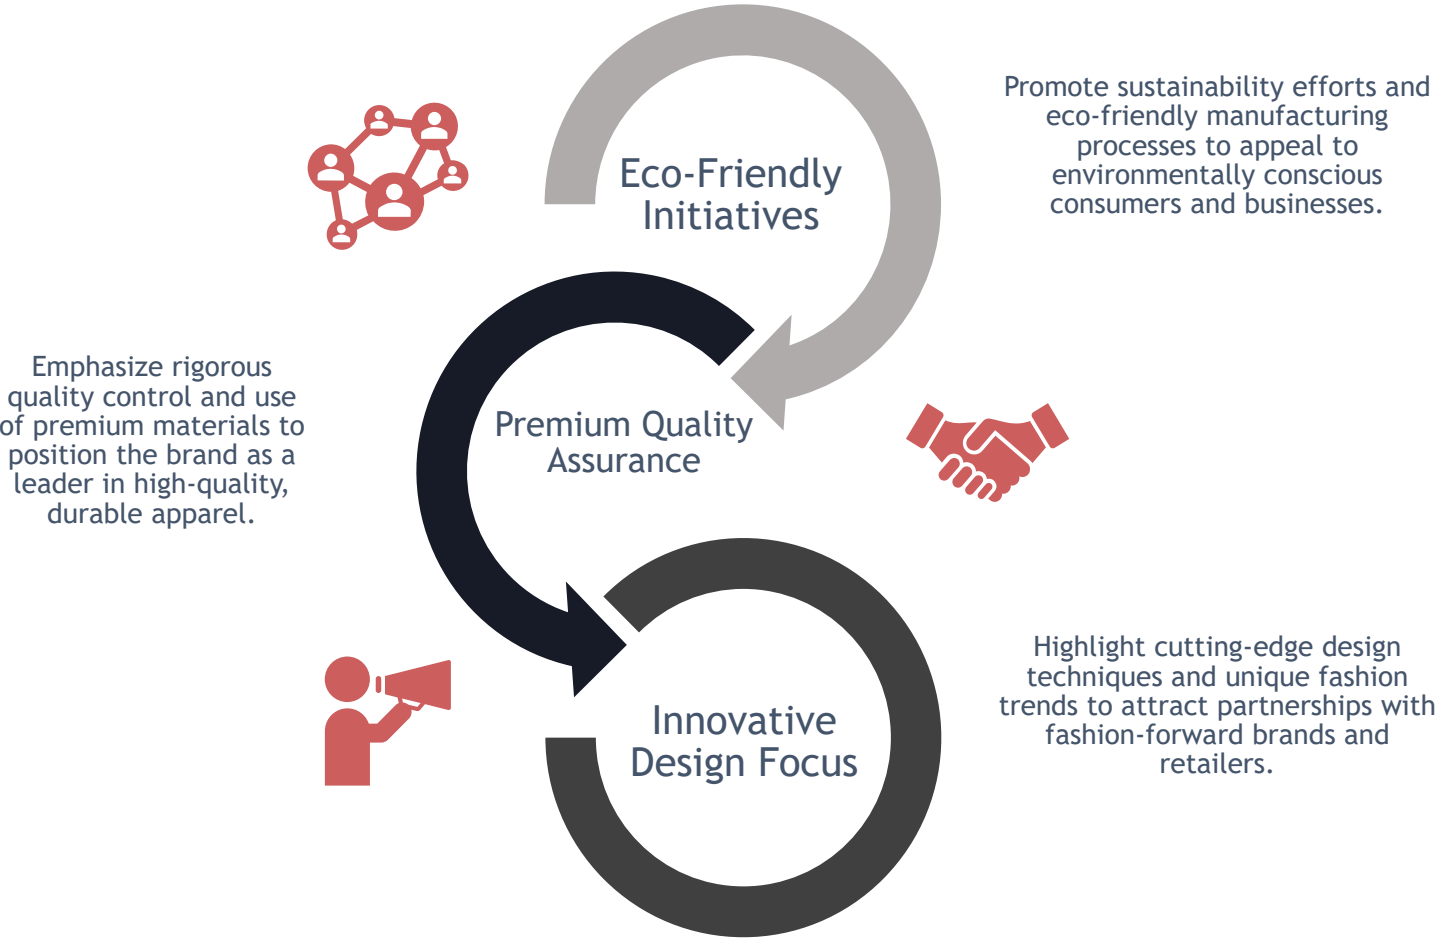 Eco-Friendly
Initiatives
Promote sustainability efforts and
eco-friendly manufacturing
processes to appeal to
environmentally conscious
consumers and businesses.
Premium Quality
Assurance
Emphasize rigorous
quality control and use
of premium materials to
position the brand as a
leader in high-quality,
durable apparel.
Innovative
Design Focus
Highlight cutting-edge design
techniques and unique fashion
trends to attract partnerships with
fashion-forward brands and
retailers.